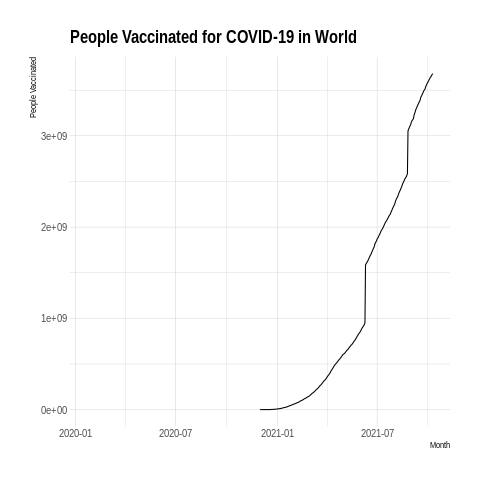 People Vaccinated for COVID-19 in World
People Vaccinated
3e+09
2e+09
1e+09
0e+00
2020-01 2020-07 2021-01 2021-07
Month